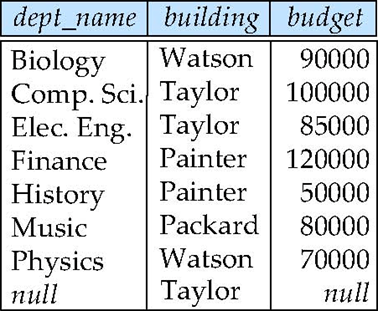 dept_name building budget
Biology Watson 90000
Comp. Sci. Taylor 100000
Elec. Eng. Taylor 85000
Finance Painter 120000
History Painter 50000
Music Packard 80000
Physics Watson 70000
null Taylor null